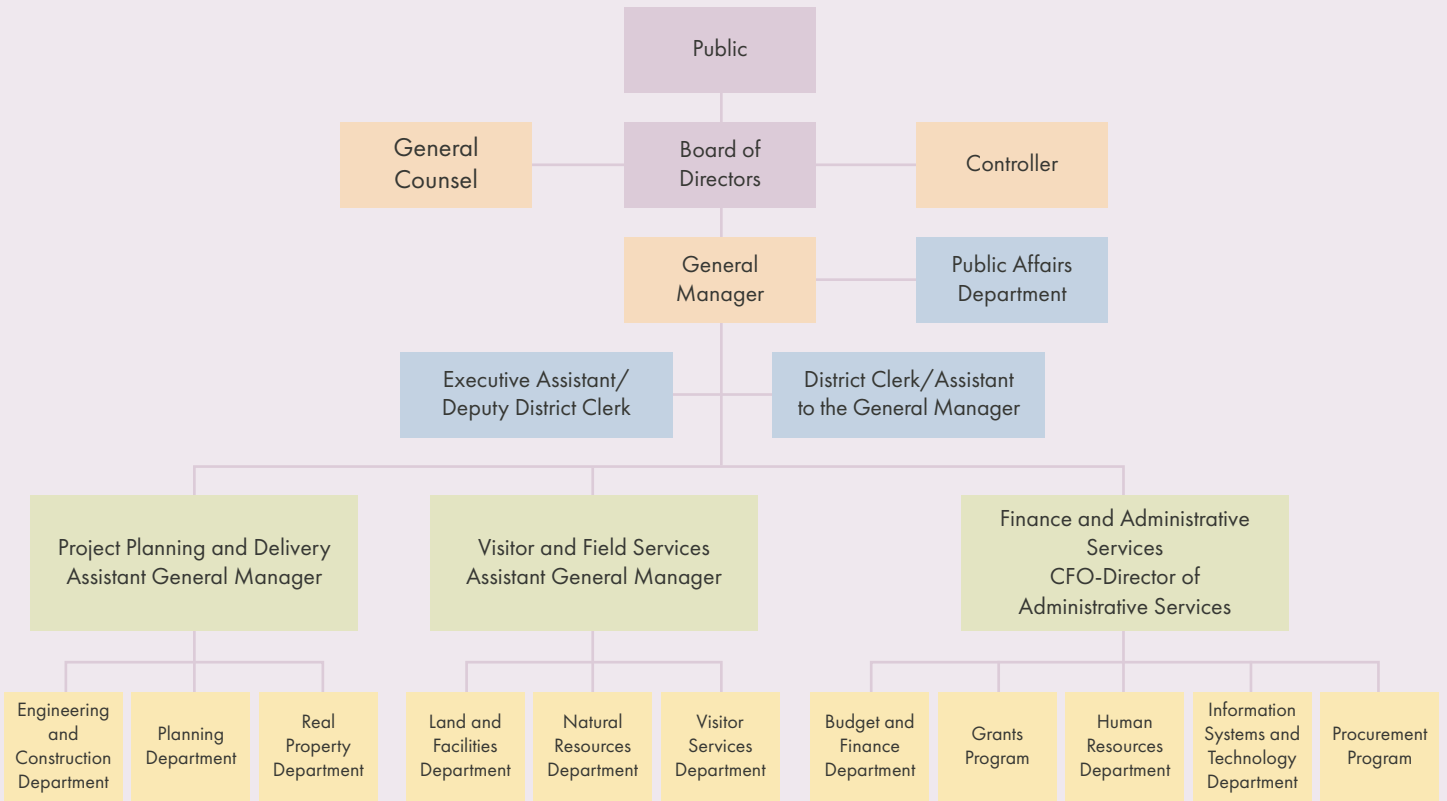 Public
General
Counsel
Board of
Directors
Controller
General
Manager
Public Affairs
Department
Executive Assistant/
Deputy District Clerk
District Clerk/Assistant
to the General Manager
Project Planning and Delivery
Assistant General Manager
Visitor and Field Services
Assistant General Manager
Finance and Administrative
Services
CFO-Director of
Administrative Services
Engineering
and
Construction
Department
Planning
Department
Real
Property
Department
Land and
Facilities
Department
Natural
Resources
Department
Visitor
Services
Department
Budget and
Finance
Department
Grants
Program
Human
Resources
Department
Information
Systems and
Technology
Department
Procurement
Program